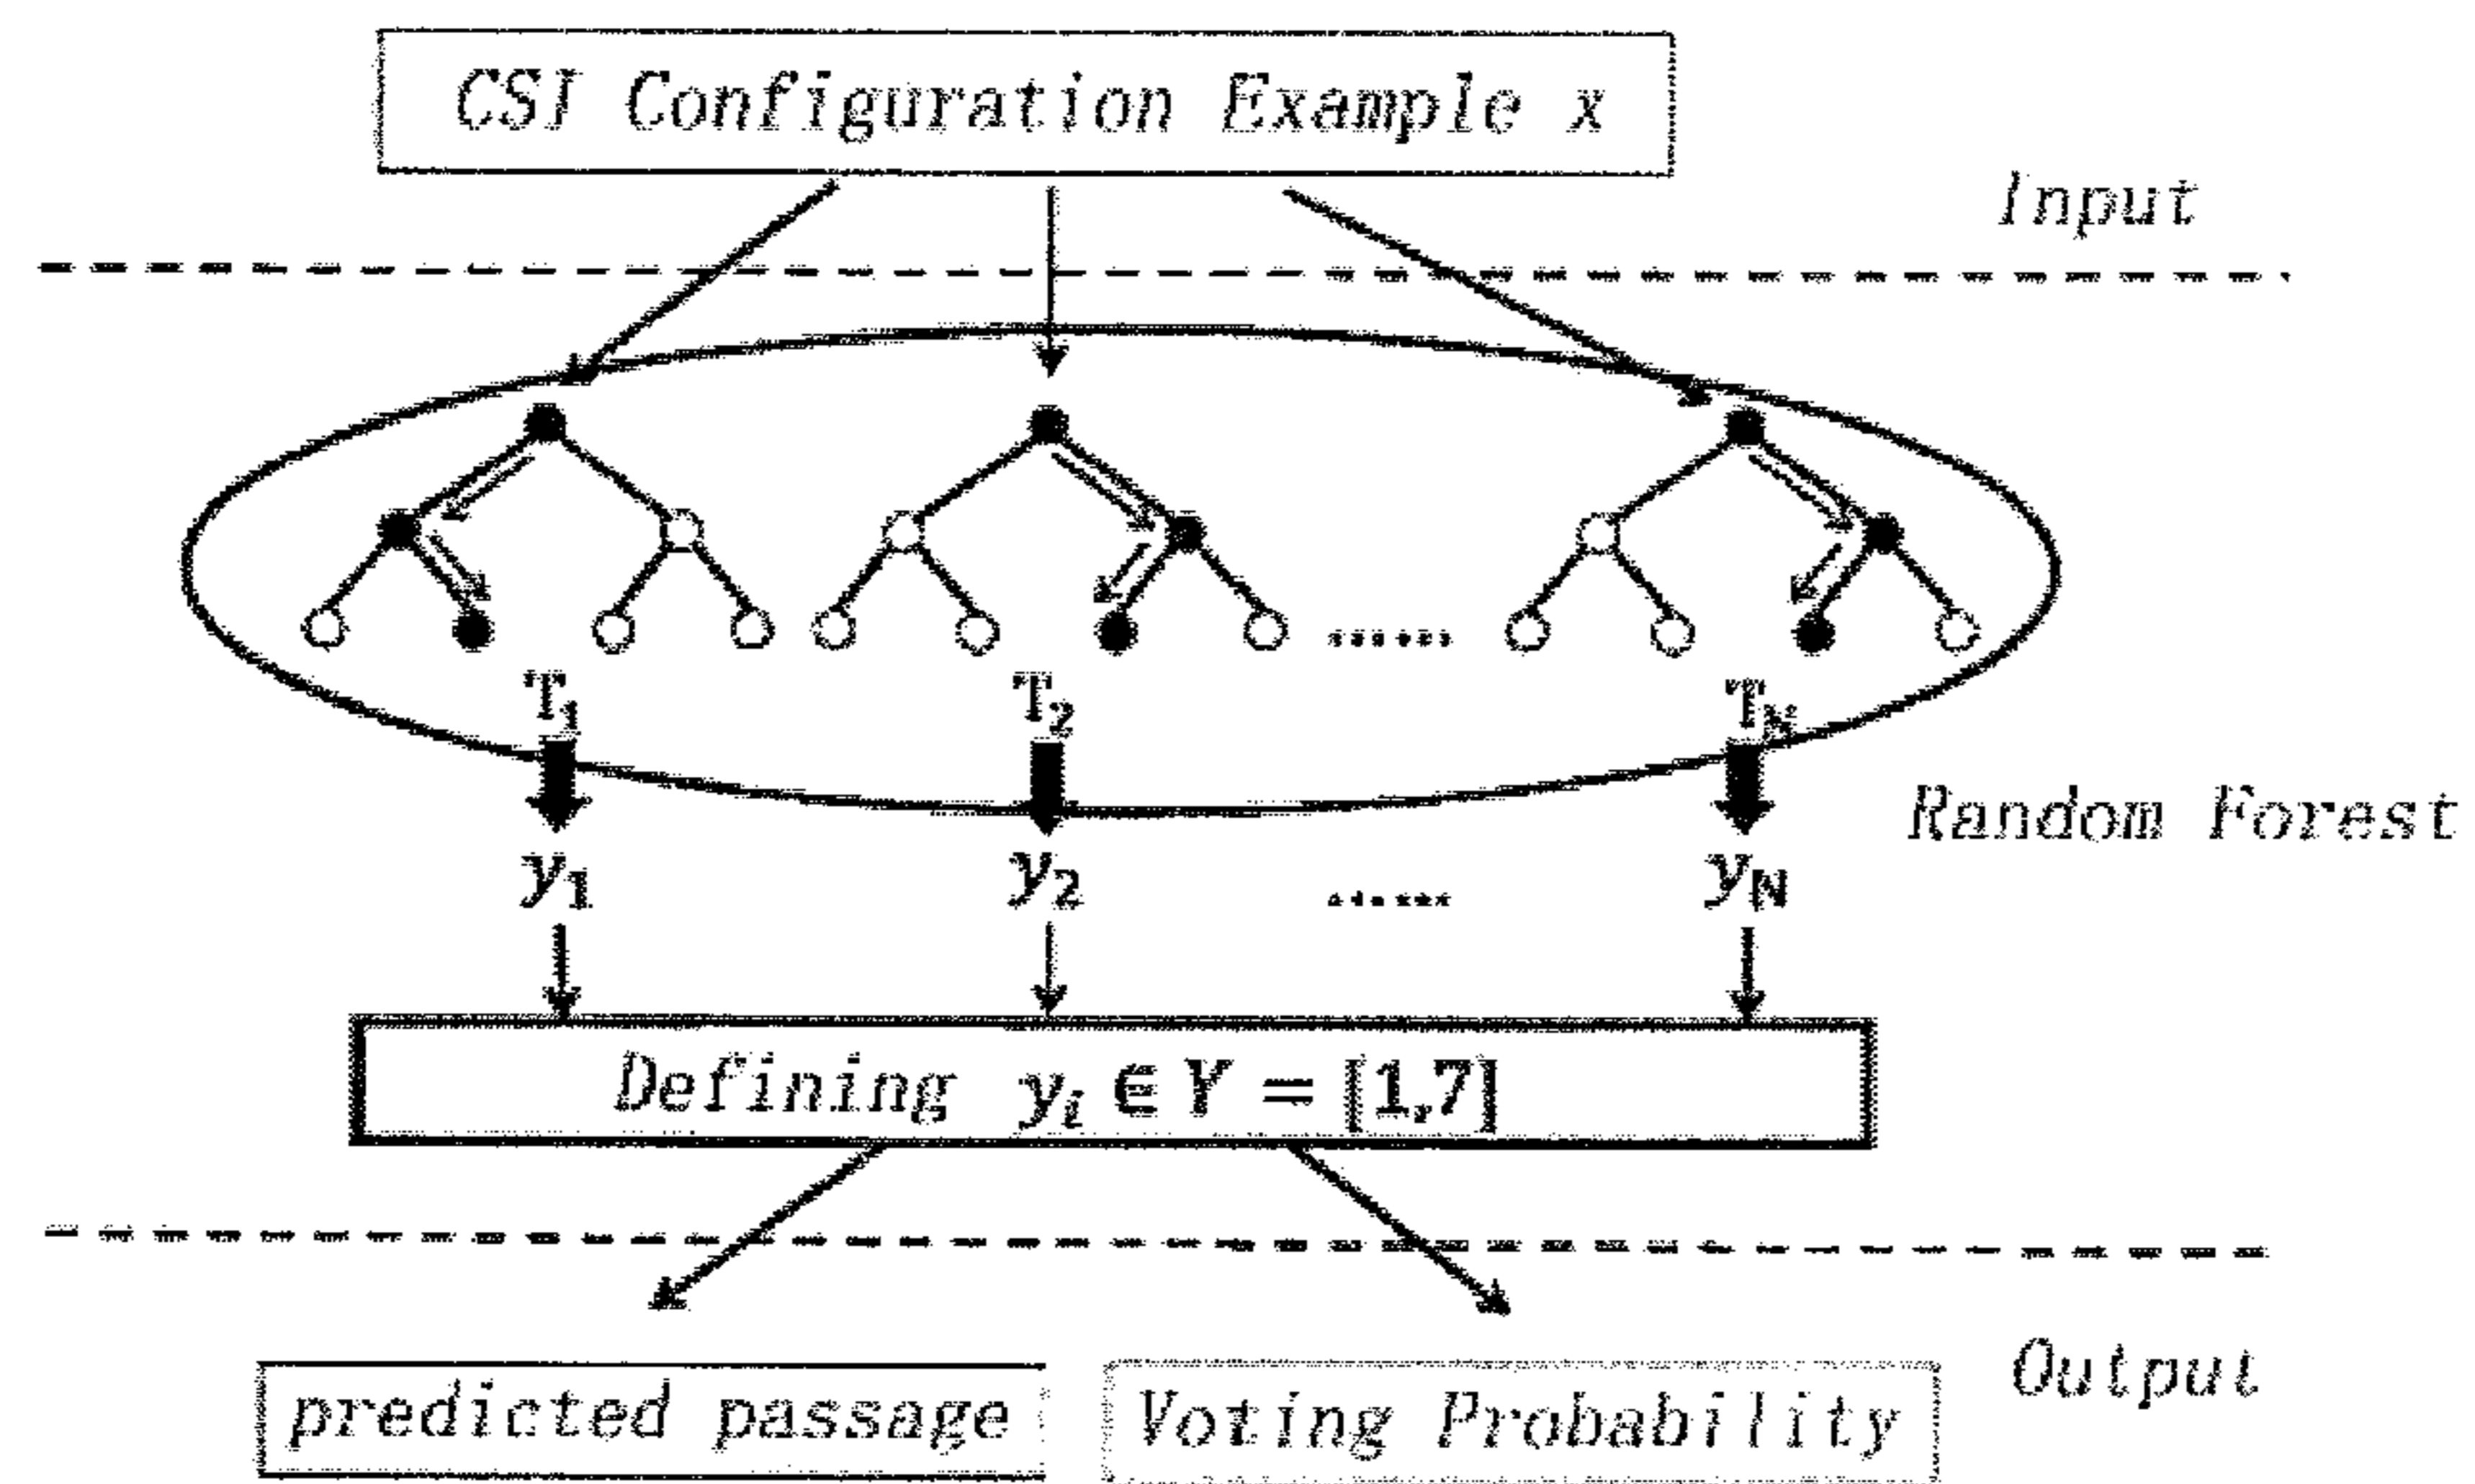 CSI Configuration Example x
Input
T1 T2 ...... TN
Random Forest
y1 y2 ...... yN
Defining yi ∈ Y = [1,7]
Output
predicted passage Voting Probability